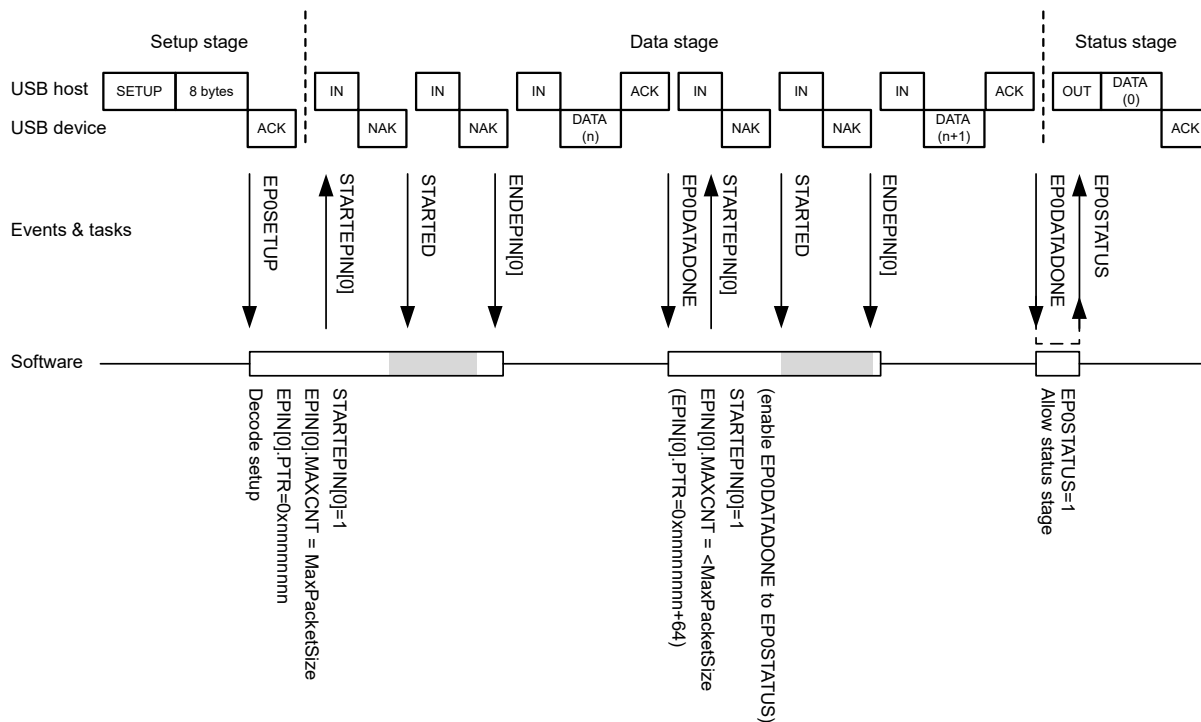 Setup stage
Data stage
Status stage
USB host
SETUP
8 bytes
IN
IN
IN
ACK
IN
IN
IN
ACK
OUT
DATA
(0)
USB device
ACK
NAK
NAK
DATA
(n)
NAK
NAK
DATA
(n+1)
ACK
Events & tasks
EP0SETUP
STARTEPIN[0]
STARTED
ENDEPIN[0]
EP0DATADONE
STARTEPIN[0]
STARTED
ENDEPIN[0]
EP0DATADONE
EP0STATUS
Software
Decode setup
EPIN[0].PTR=0xnnnnnnnn
EPIN[0].MAXCNT = MaxPacketSize
STARTEPIN[0]=1
(EPIN[0].PTR=0xnnnnnnnn+64)
EPIN[0].MAXCNT = <MaxPacketSize
STARTEPIN[0]=1
(enable EP0DATADONE to EP0STATUS)
Allow status stage
EP0STATUS=1